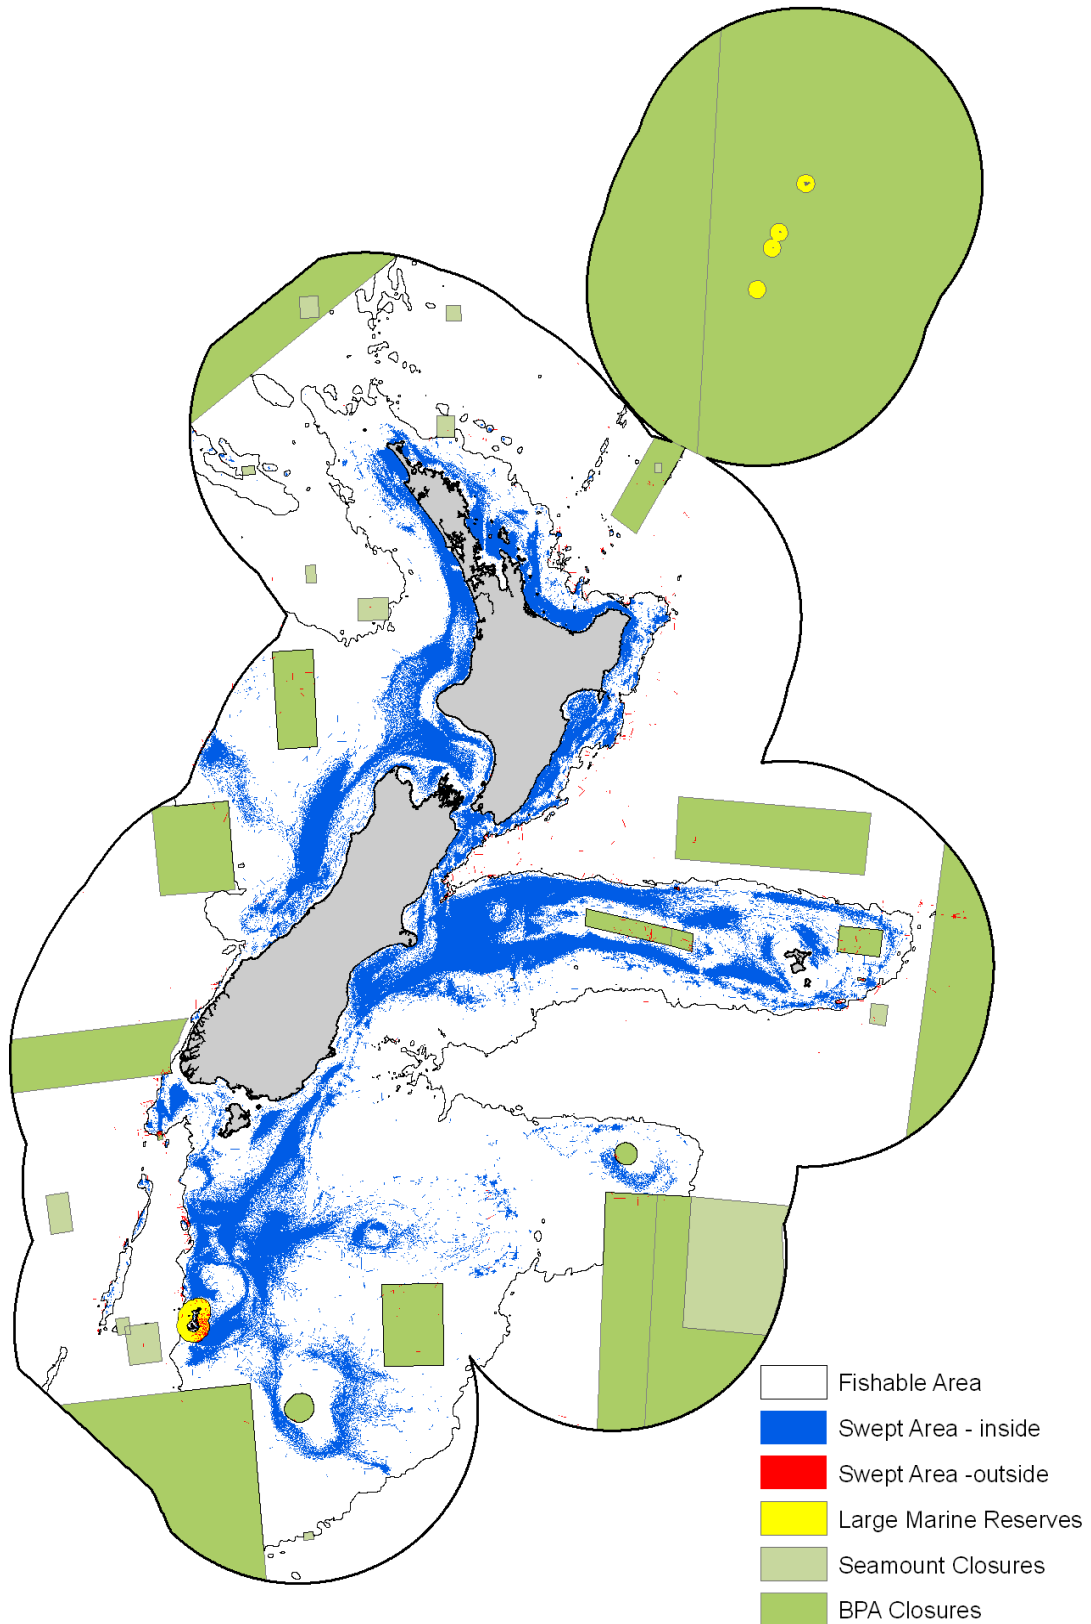 Fishable Area
Swept Area - inside
Swept Area -outside
Large Marine Reserves
Seamount Closures
BPA Closures